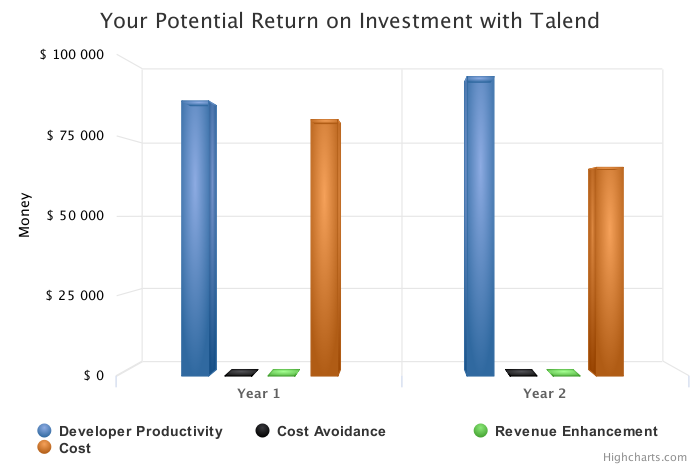 Your Potential Return on Investment with Talend
$ 100 000
$ 75 000
$ 50 000
$ 25 000
$ 0
Money
Year 1
Year 2
Developer Productivity
Cost Avoidance
Revenue Enhancement
Cost
Highcharts.com